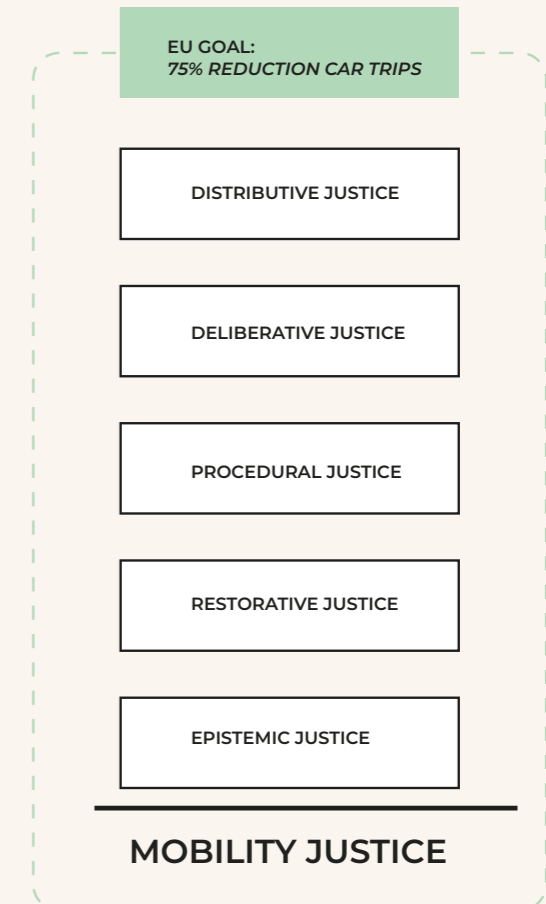 EU GOAL:
75% REDUCTION CAR TRIPS
DISTRIBUTIVE JUSTICE
DELIBERATIVE JUSTICE
PROCEDURAL JUSTICE
RESTORATIVE JUSTICE
EPISTEMIC JUSTICE
MOBILITY JUSTICE